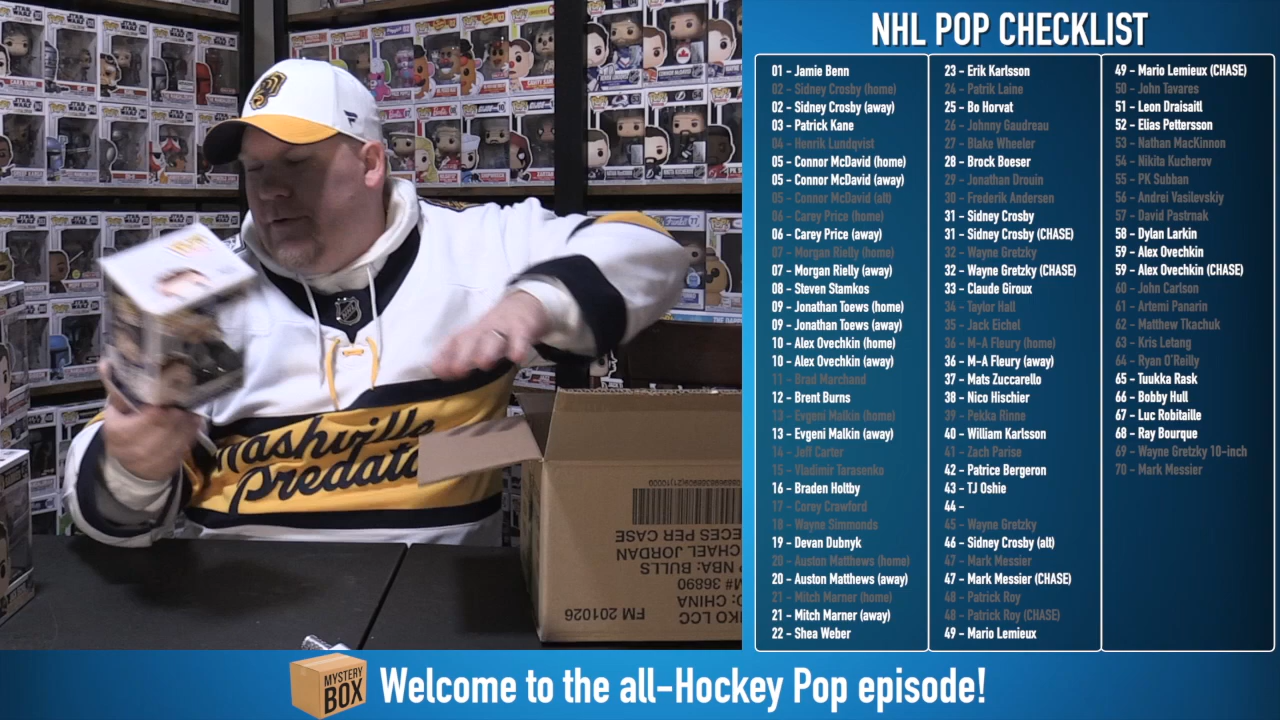 NHL POP CHECKLIST
01 - Jamie Benn
02 - Sidney Crosby (home)
02 - Sidney Crosby (away)
03 - Patrick Kane
04 - Henrik Lundqvist
05 - Connor McDavid (home)
05 - Connor McDavid (away)
05 - Connor McDavid (alt)
06 - Carey Price (home)
06 - Carey Price (away)
07 - Morgan Rielly (home)
07 - Morgan Rielly (away)
08 - Steven Stamkos
09 - Jonathan Toews (home)
09 - Jonathan Toews (away)
10 - Alex Ovechkin (home)
10 - Alex Ovechkin (away)
11 - Brad Marchand
12 - Brent Burns
13 - Evgeni Malkin (home)
13 - Evgeni Malkin (away)
14 - Jeff Carter
15 - Vladimir Tarasenko
16 - Braden Holtby
17 - Corey Crawford
18 - Wayne Simmonds
19 - Devan Dubnyk
20 - Auston Matthews (home)
20 - Auston Matthews (away)
21 - Mitch Marner (home)
21 - Mitch Marner (away)
22 - Shea Weber
23 - Erik Karlsson
24 - Patrik Laine
25 - Bo Horvat
26 - Johnny Gaudreau
27 - Blake Wheeler
28 - Brock Boeser
29 - Jonathan Drouin
30 - Frederik Andersen
31 - Sidney Crosby
31 - Sidney Crosby (CHASE)
32 - Wayne Gretzky
32 - Wayne Gretzky (CHASE)
33 - Claude Giroux
34 - Taylor Hall
35 - Jack Eichel
36 - M-A Fleury (home)
36 - M-A Fleury (away)
37 - Mats Zuccarello
38 - Nico Hischier
39 - Pekka Rinne
40 - William Karlsson
41 - Zach Parise
42 - Patrice Bergeron
43 - TJ Oshie
44 -
45 - Wayne Gretzky
46 - Sidney Crosby (alt)
47 - Mark Messier
47 - Mark Messier (CHASE)
48 - Patrick Roy
48 - Patrick Roy (CHASE)
49 - Mario Lemieux
49 - Mario Lemieux (CHASE)
50 - John Tavares
51 - Leon Draisaitl
52 - Elias Pettersson
53 - Nathan MacKinnon
54 - Nikita Kucherov
55 - PK Subban
56 - Andrei Vasilevskiy
57 - David Pastrnak
58 - Dylan Larkin
59 - Alex Ovechkin
59 - Alex Ovechkin (CHASE)
60 - John Carlson
61 - Artemi Panarin
62 - Matthew Tkachuk
63 - Kris Letang
64 - Ryan O'Reilly
65 - Tuukka Rask
66 - Bobby Hull
67 - Luc Robitaille
68 - Ray Bourque
69 - Wayne Gretzky 10-inch
70 - Mark Messier
NHL
Nashville
Predato
ECES PER CASE
CHAEL JORDAN
P NBA: BULLS
M# 36890
D: CHINA
KO LCC
FM 201026
MYSTERY
BOX
Welcome to the all-Hockey Pop episode!